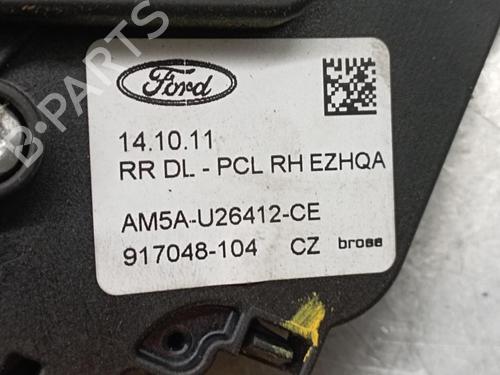 B-PARTS
Ford
14.10.11
RR DL - PCL RH EZHQA
AM5A-U26412-CE
917048-104 CZ brose